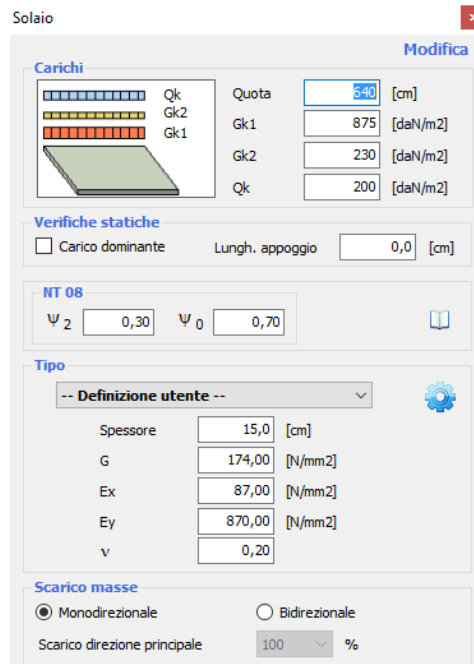 Solaio
Modifica
Carichi
Qk
Gk2
Gk1
Quota 640 [cm]
Gk1 875 [daN/m2]
Gk2 230 [daN/m2]
Qk 200 [daN/m2]
Verifiche statiche
Carico dominante Lungh. appoggio 0,0 [cm]
NT 08
Ψ 2 0,30 Ψ 0 0,70
Tipo
-- Definizione utente --
Spessore 15,0 [cm]
G 174,00 [N/mm2]
Ex 87,00 [N/mm2]
Ey 870,00 [N/mm2]
ν 0,20
Scarico masse
Monodirezionale Bidirezionale
Scarico direzione principale 100 %